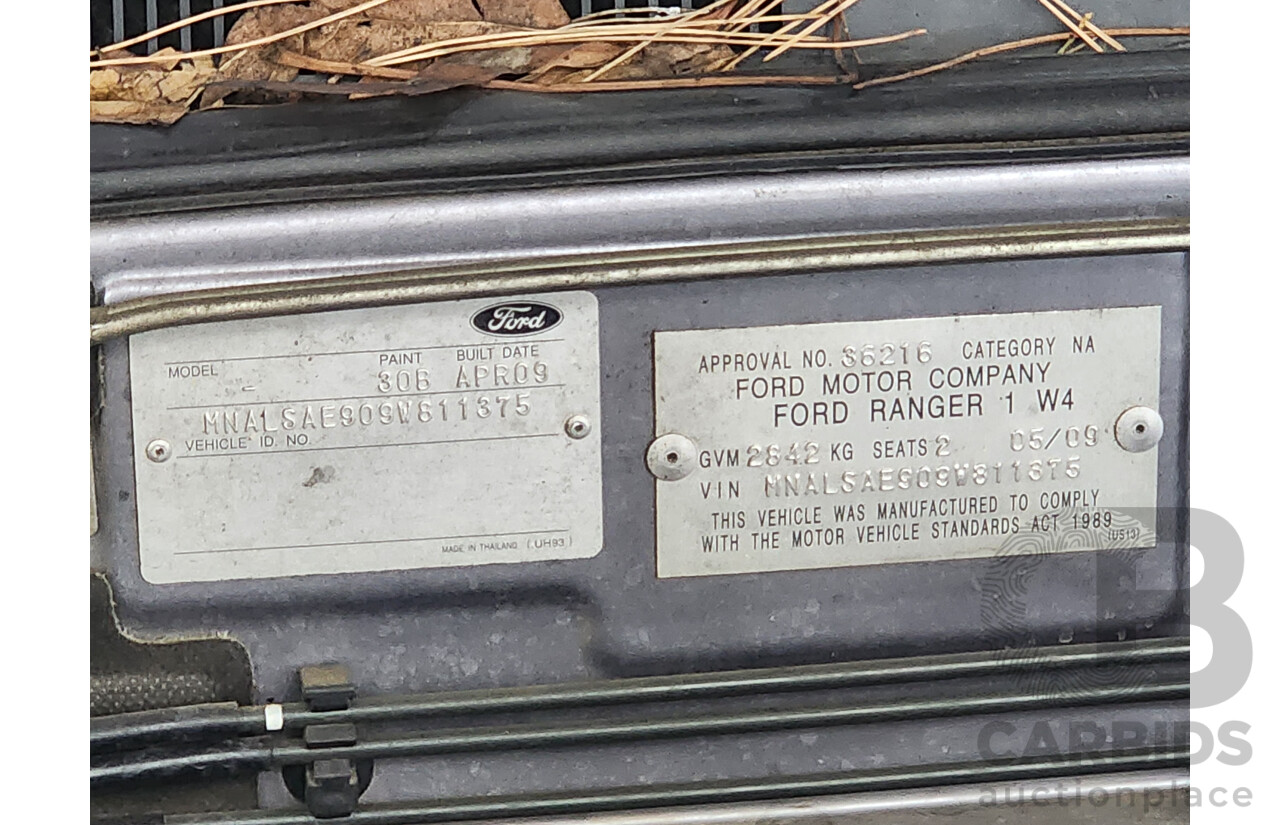 Ford
MODEL PAINT BUILT DATE
- 30B APR09
MNALSAE909W811375
VEHICLE ID. NO.
MADE IN THAILAND (.UH93)
APPROVAL NO. 36216 CATEGORY NA
FORD MOTOR COMPANY
FORD RANGER 1 W4
GVM 2842 KG SEATS 2 05/09
VIN MNALSAE909W811375
THIS VEHICLE WAS MANUFACTURED TO COMPLY
WITH THE MOTOR VEHICLE STANDARDS ACT 1989
(US13)
CB
CARBIDS
auctionplace